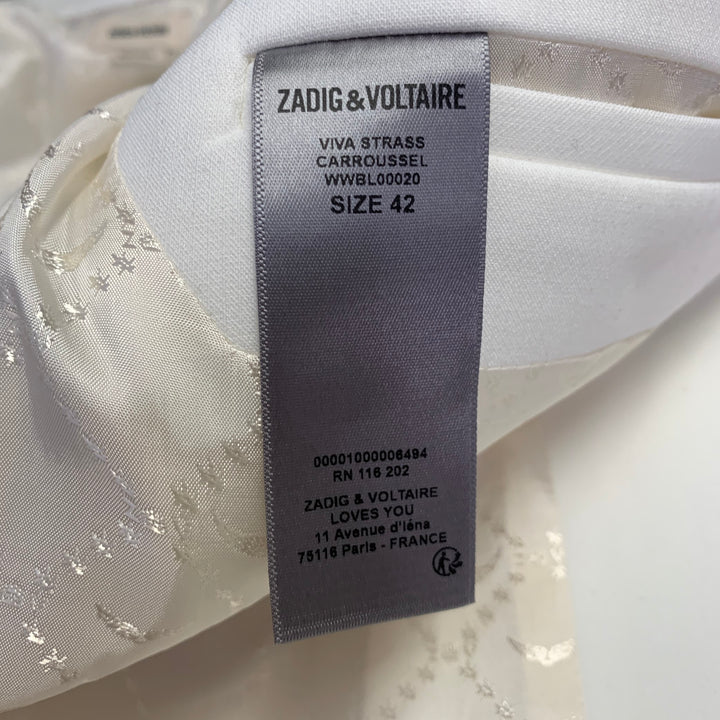 ZADIG&VOLTAIRE
VIVA STRASS
CARROUSSEL
WWBL00020
SIZE 42
00001000006494
RN 116 202
ZADIG & VOLTAIRE
LOVES YOU
11 Avenue d'léna
75116 Paris - FRANCE